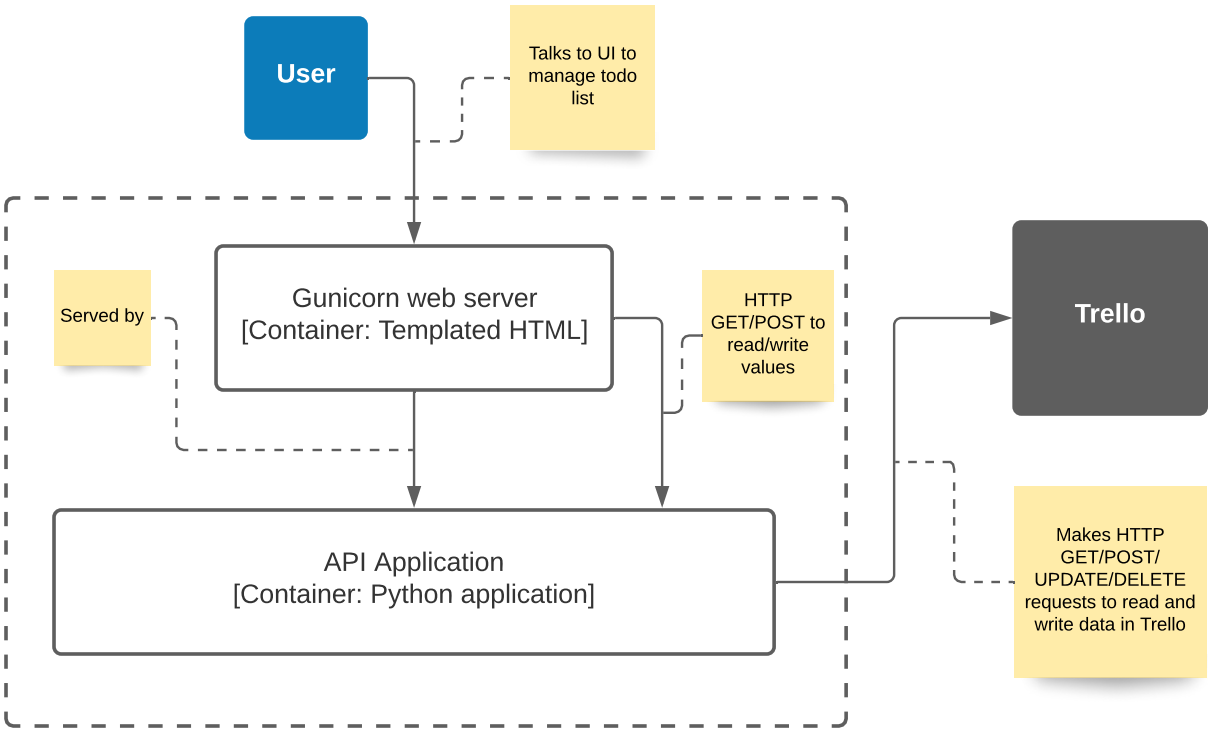 User
Talks to UI to
manage todo
list
Gunicorn web server
[Container: Templated HTML]
Served by
HTTP
GET/POST to
read/write
values
Trello
API Application
[Container: Python application]
Makes HTTP
GET/POST/
UPDATE/DELETE
requests to read and
write data in Trello